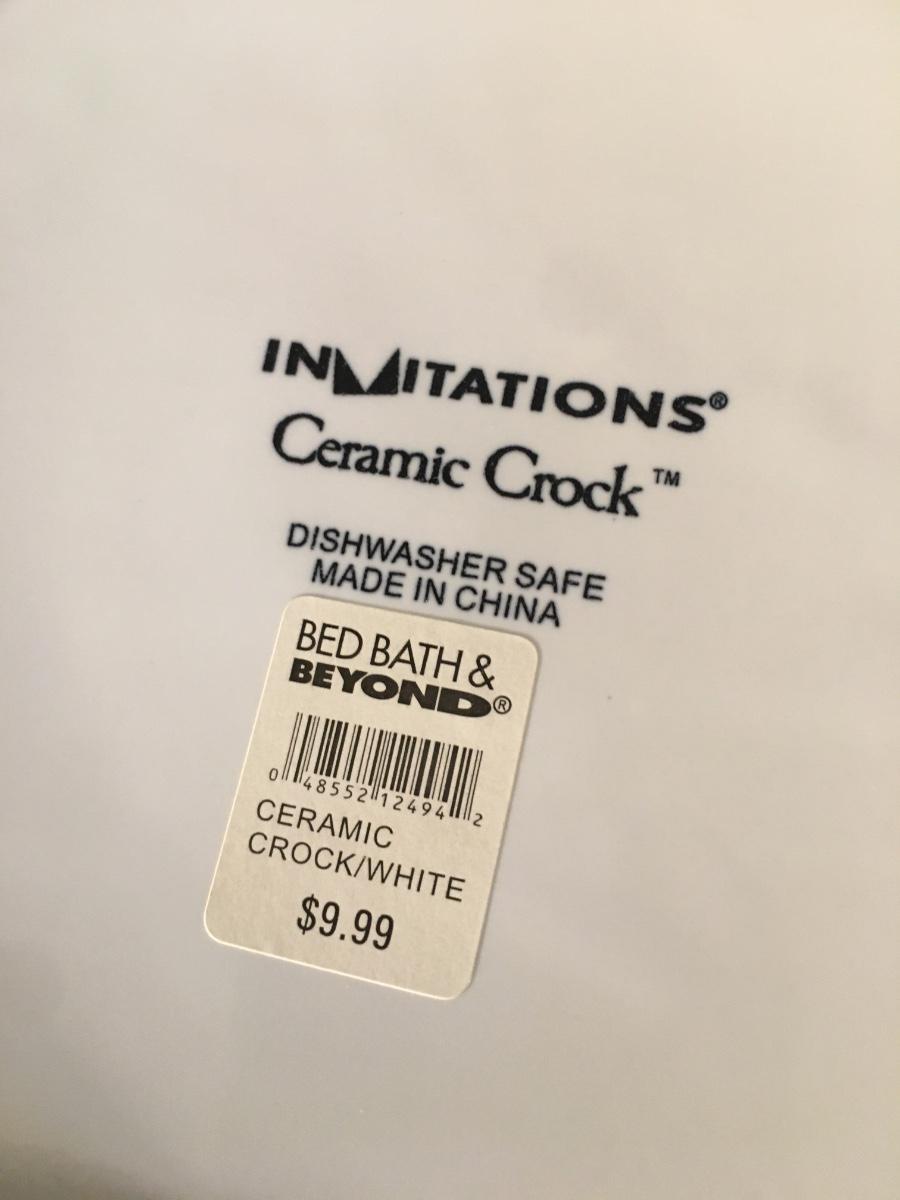 INVITATIONS®
Ceramic Crock™
DISHWASHER SAFE
MADE IN CHINA
BED BATH &
BEYOND®
0 48552 12494 2
CERAMIC
CROCK/WHITE
$9.99